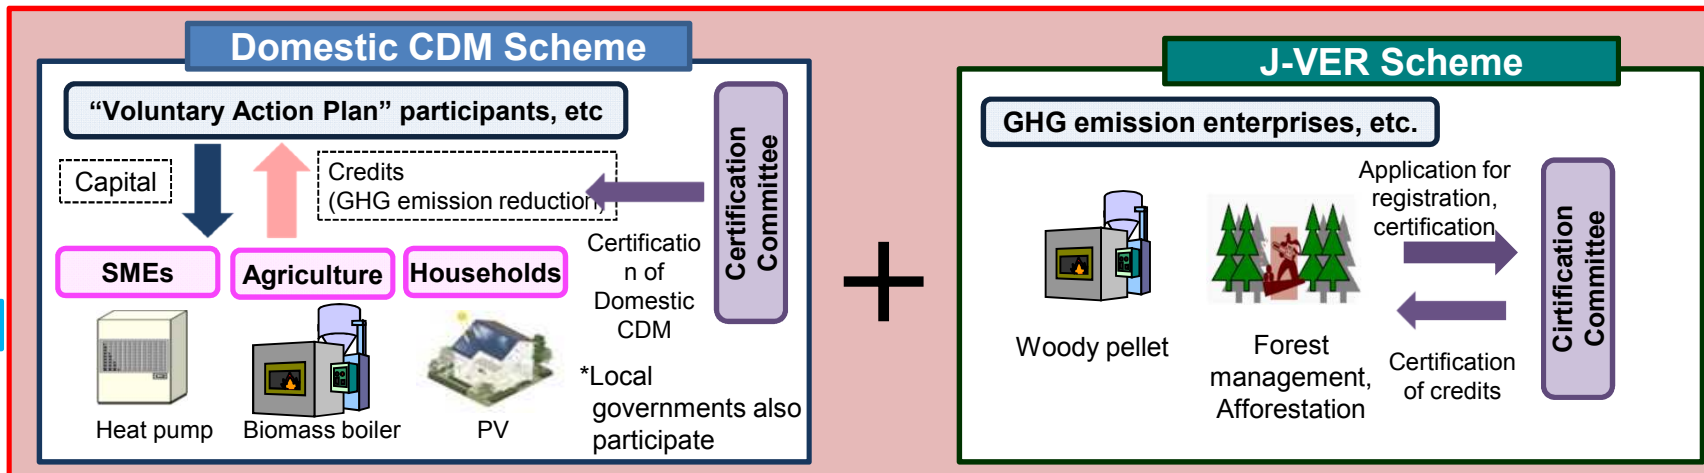 Domestic CDM Scheme
“Voluntary Action Plan” participants, etc
Capital
Credits
(GHG emission reduction)
Certification
Committee
SMEs
Agriculture
Households
Certificatio
n of
Domestic
CDM
Heat pump
Biomass boiler
PV
*Local
governments also
participate
+
J-VER Scheme
GHG emission enterprises, etc.
Application for
registration,
certification
Woody pellet
Forest
management,
Afforestation
Certification
of credits
Cirtification
Committee